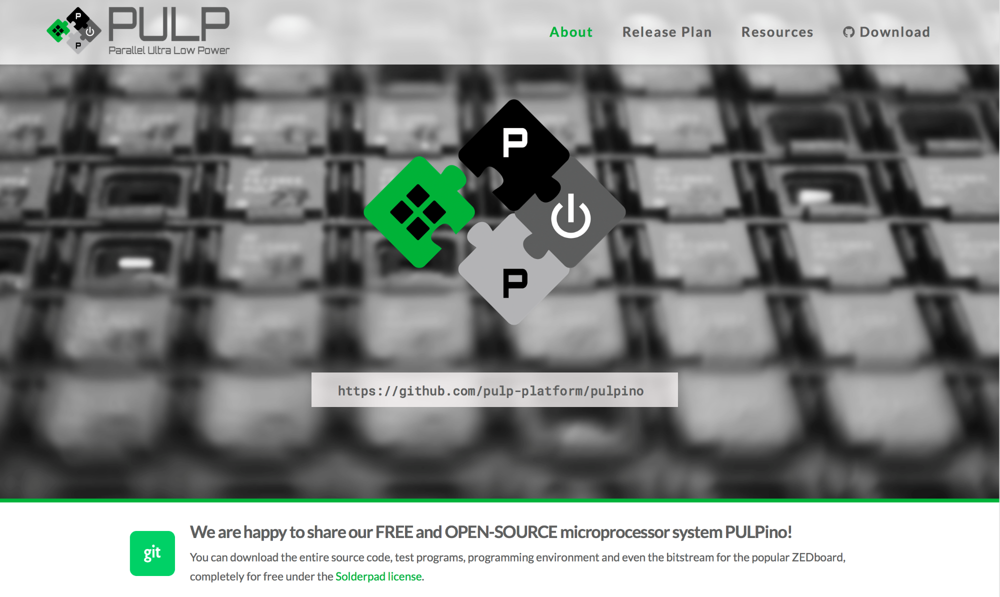 P
P
PULP
Parallel Ultra Low Power
About
Release Plan
Resources
Download
P
P
https://github.com/pulp-platform/pulpino
git
We are happy to share our FREE and OPEN-SOURCE microprocessor system PULPino!
You can download the entire source code, test programs, programming environment and even the bitstream for the popular ZEDboard,
completely for free under the Solderpad license.